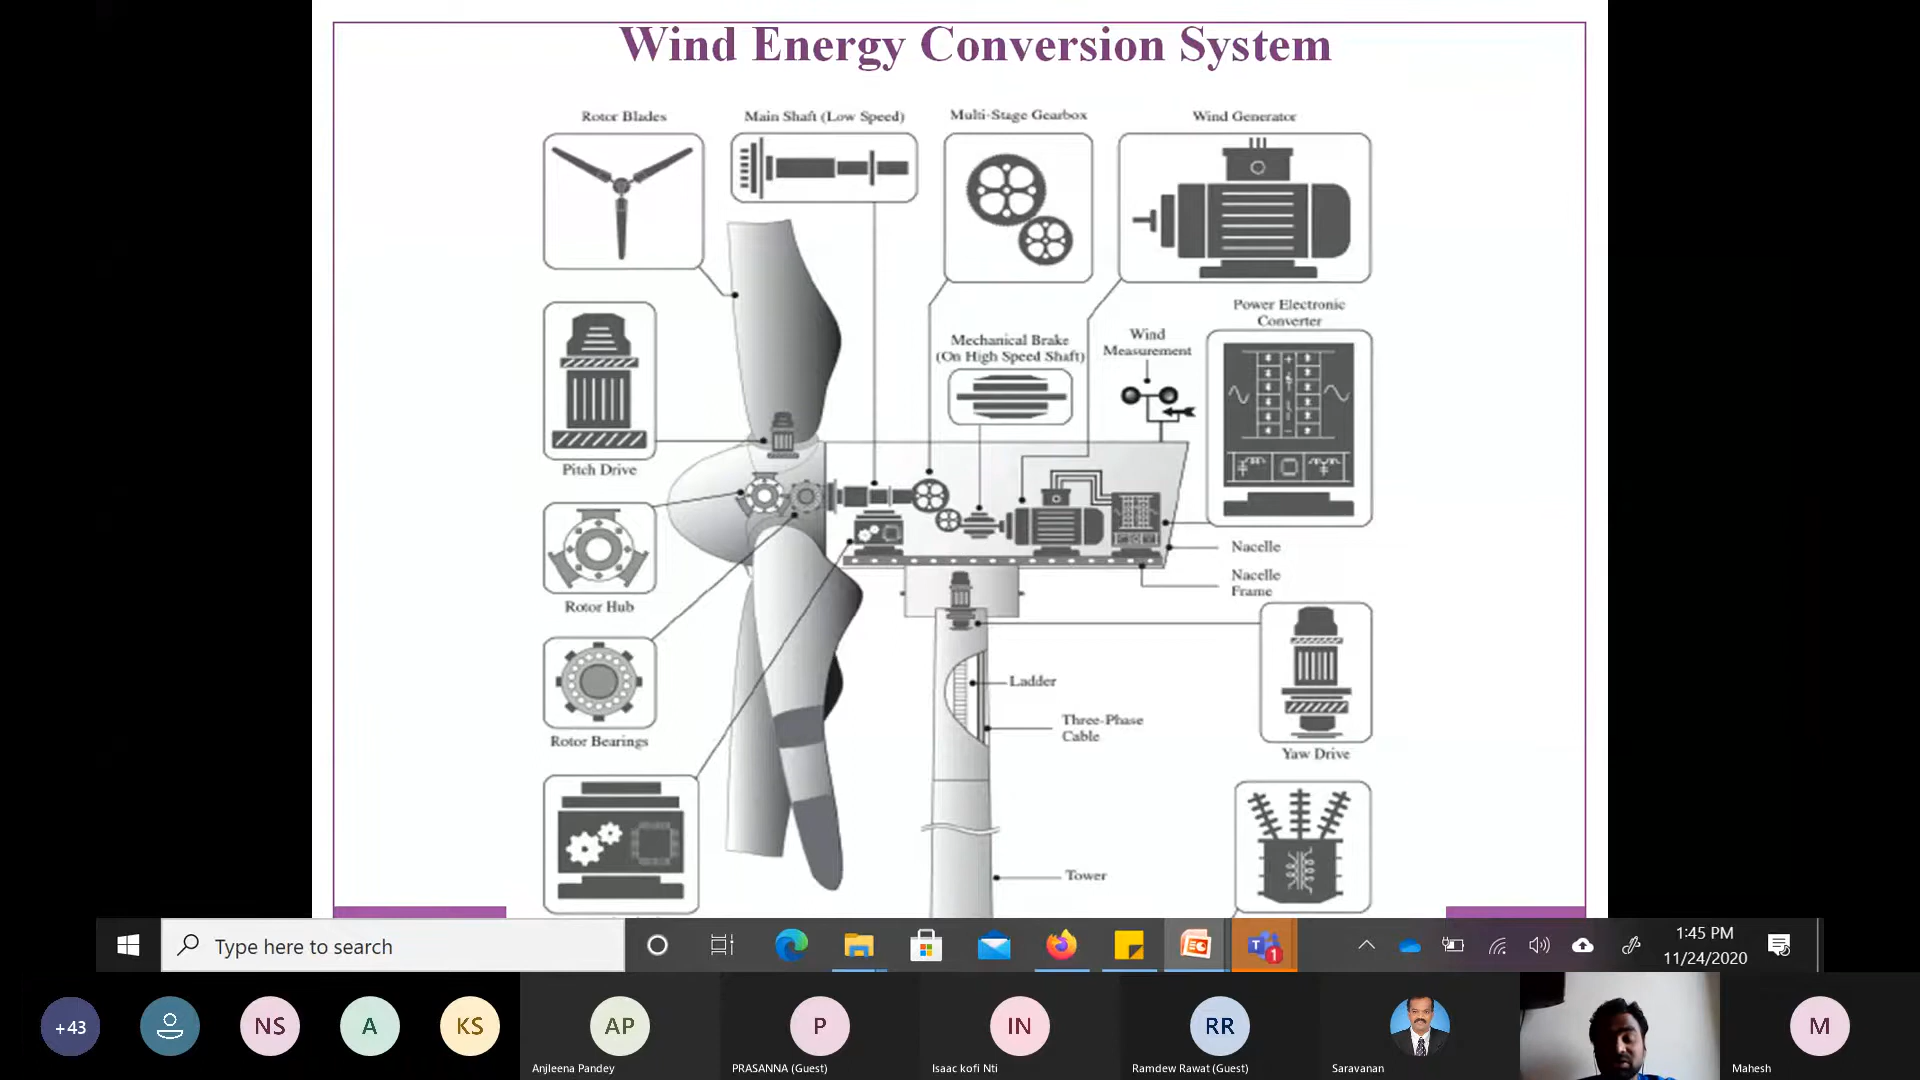 Wind Energy Conversion System
Rotor Blades
Main Shaft (Low Speed)
Multi-Stage Gearbox
Wind Generator
Power Electronic
Converter
Wind
Measurement
Mechanical Brake
(On High Speed Shaft)
Pitch Drive
Nacelle
Nacelle
Frame
Rotor Hub
Ladder
Three-Phase
Cable
Rotor Bearings
Yaw Drive
Tower
Type here to search
1
1:45 PM
11/24/2020
+43
NS
A
KS
AP
P
IN
RR
M
Anjleena Pandey
PRASANNA (Guest)
Isaac kofi Nti
Ramdew Rawat (Guest)
Saravanan
Mahesh